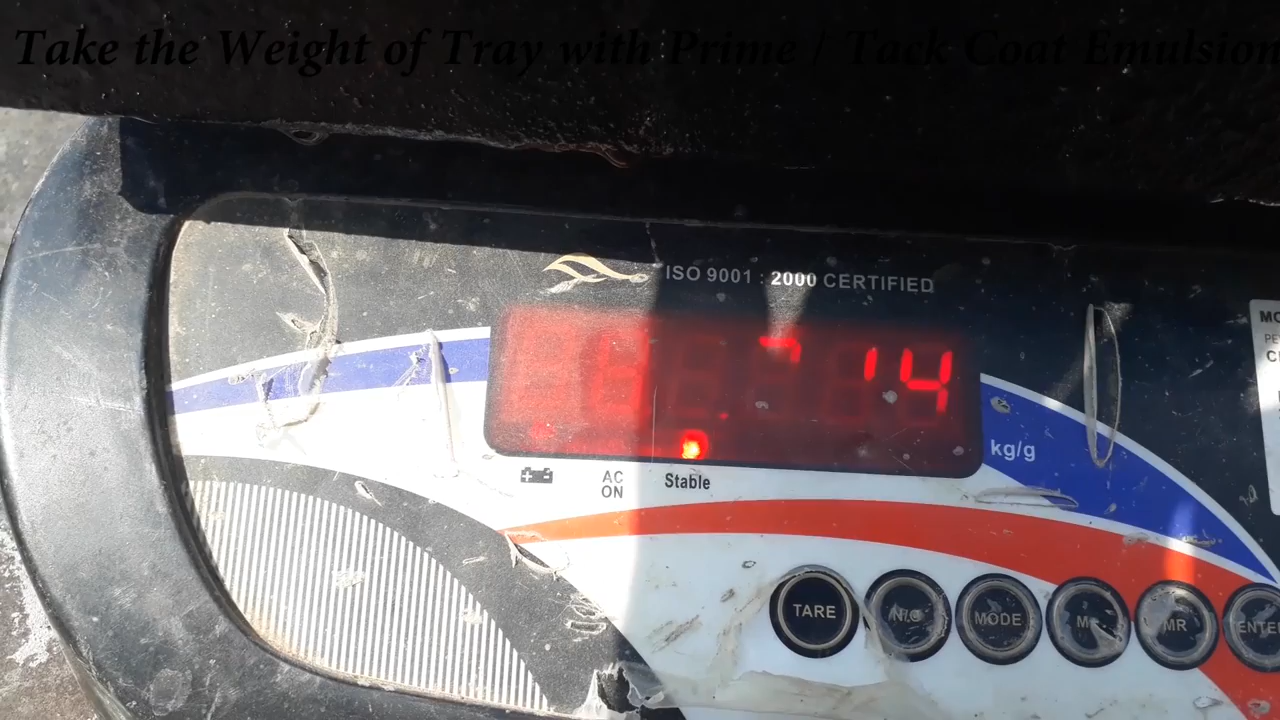 Take the Weight of Tray with Prime / Tack Coat Emulsion
ISO 9001 : 2000 CERTIFIED
kg/g
AC
ON
Stable
TARE
MODE
MR